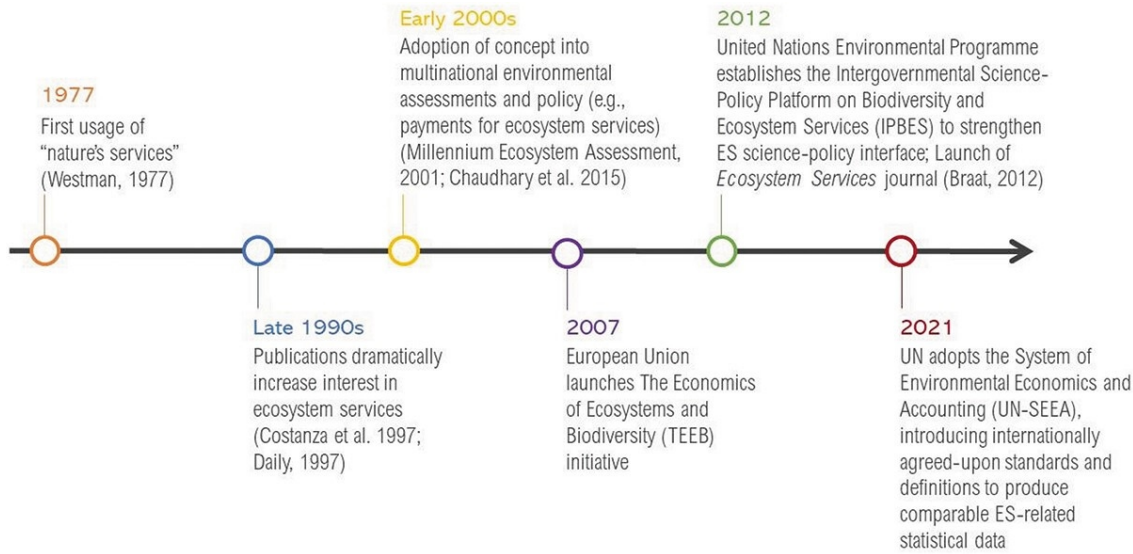 1977
First usage of
“nature’s services”
(Westman, 1977)
Late 1990s
Publications dramatically
increase interest in
ecosystem services
(Costanza et al. 1997;
Daily, 1997)
Early 2000s
Adoption of concept into
multinational environmental
assessments and policy (e.g.,
payments for ecosystem services)
(Millennium Ecosystem Assessment,
2001; Chaudhary et al. 2015)
2007
European Union
launches The Economics
of Ecosystems and
Biodiversity (TEEB)
initiative
2012
United Nations Environmental Programme
establishes the Intergovernmental Science-
Policy Platform on Biodiversity and
Ecosystem Services (IPBES) to strengthen
ES science-policy interface; Launch of
Ecosystem Services journal (Braat, 2012)
2021
UN adopts the System of
Environmental Economics and
Accounting (UN-SEEA),
introducing internationally
agreed-upon standards and
definitions to produce
comparable ES-related
statistical data